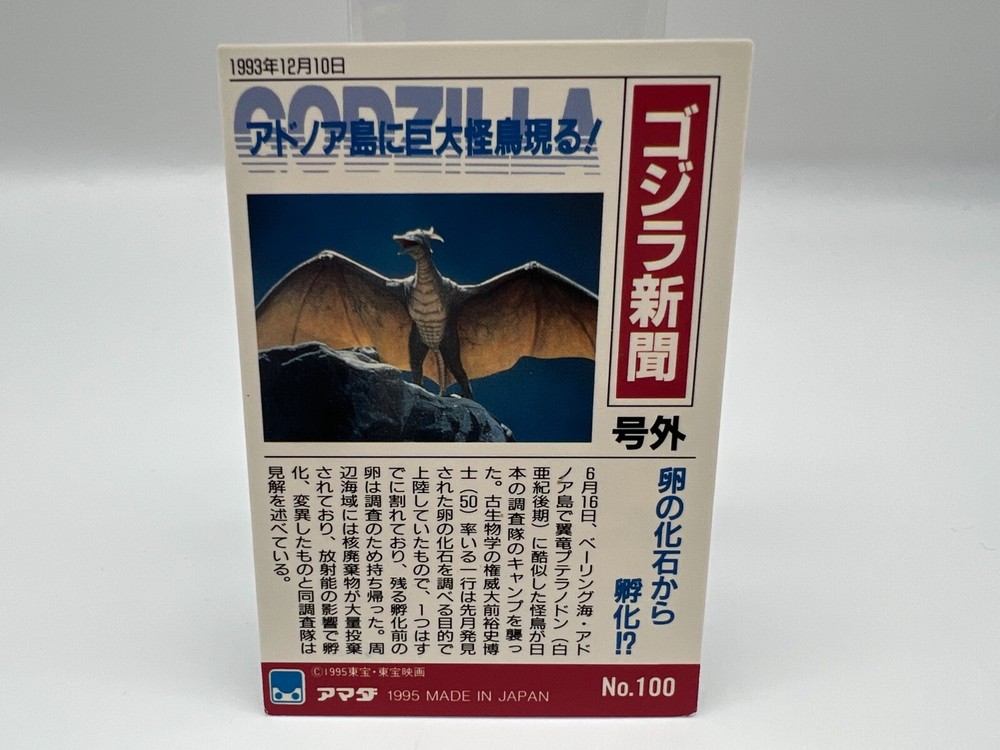 1993年12月10日
GODZILLA
アドノア島に巨大怪鳥現る!
ゴジラ新聞
号外
卵の化石から
孵化!?
6月16日、ベーリング海・アド
ノア島で翼竜プテラノドン(白
亜紀後期)に酷似した怪鳥が日
本の調査隊のキャンプを襲っ
た。古生物学の権威大前裕史博
士(50)率いる一行は先月発見
された卵の化石を調べる目的で
上陸していたもので、1つはす
でに割れており、残る孵化前の
卵は調査のため持ち帰った。周
辺海域には核廃棄物が大量投棄
されており、放射能の影響で孵
化、変異したものと同調査隊は
見解を述べている。
©1995東宝・東宝映画
アマダ 1995 MADE IN JAPAN
No.100